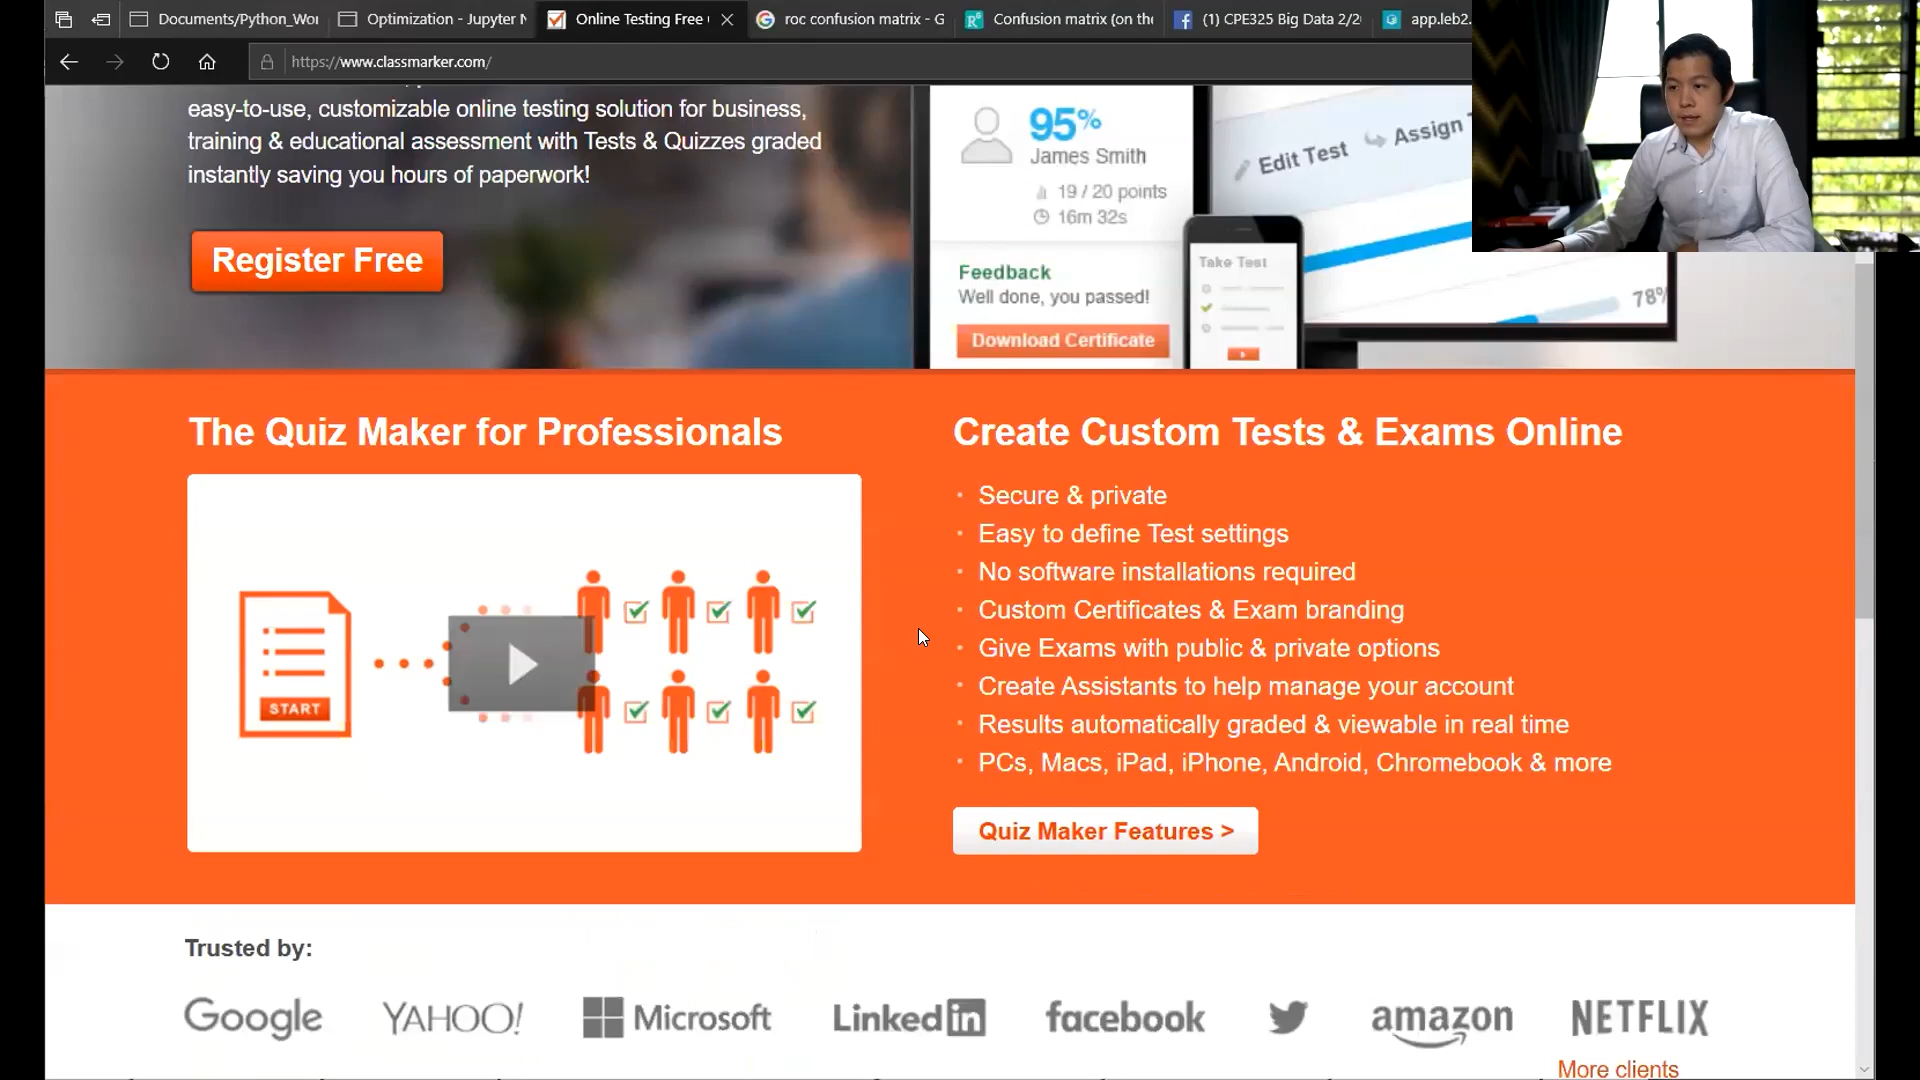 Documents/Python_Wor
Optimization - Jupyter N
Online Testing Free
roc confusion matrix - G
Confusion matrix (on the
(1) CPE325 Big Data 2/20
app.leb2.
https://www.classmarker.com/
easy-to-use, customizable online testing solution for business,
training & educational assessment with Tests & Quizzes graded
instantly saving you hours of paperwork!
Register Free
95%
James Smith
19 / 20 points
16m 32s
Feedback
Well done, you passed!
Download Certificate
Edit Test
Assign T
Take Test
78%
The Quiz Maker for Professionals
START
Create Custom Tests & Exams Online
Secure & private
Easy to define Test settings
No software installations required
Custom Certificates & Exam branding
Give Exams with public & private options
Create Assistants to help manage your account
Results automatically graded & viewable in real time
PCs, Macs, iPad, iPhone, Android, Chromebook & more
Quiz Maker Features >
Trusted by:
Google
YAHOO!
Microsoft
Linked in
facebook
amazon
NETFLIX
More clients